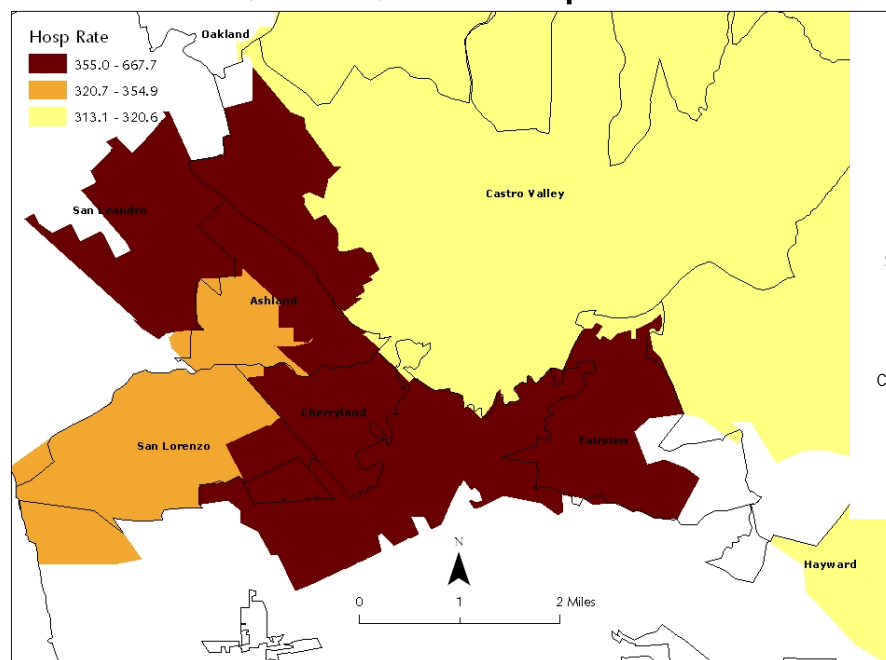 Oakland
Hosp Rate
355.0 - 667.7
320.7 - 354.9
313.1 - 320.6
Castro Valley
San Leandro
Ashland
Cherryland
Fairview
San Lorenzo
N
Hayward
0 1 2 Miles